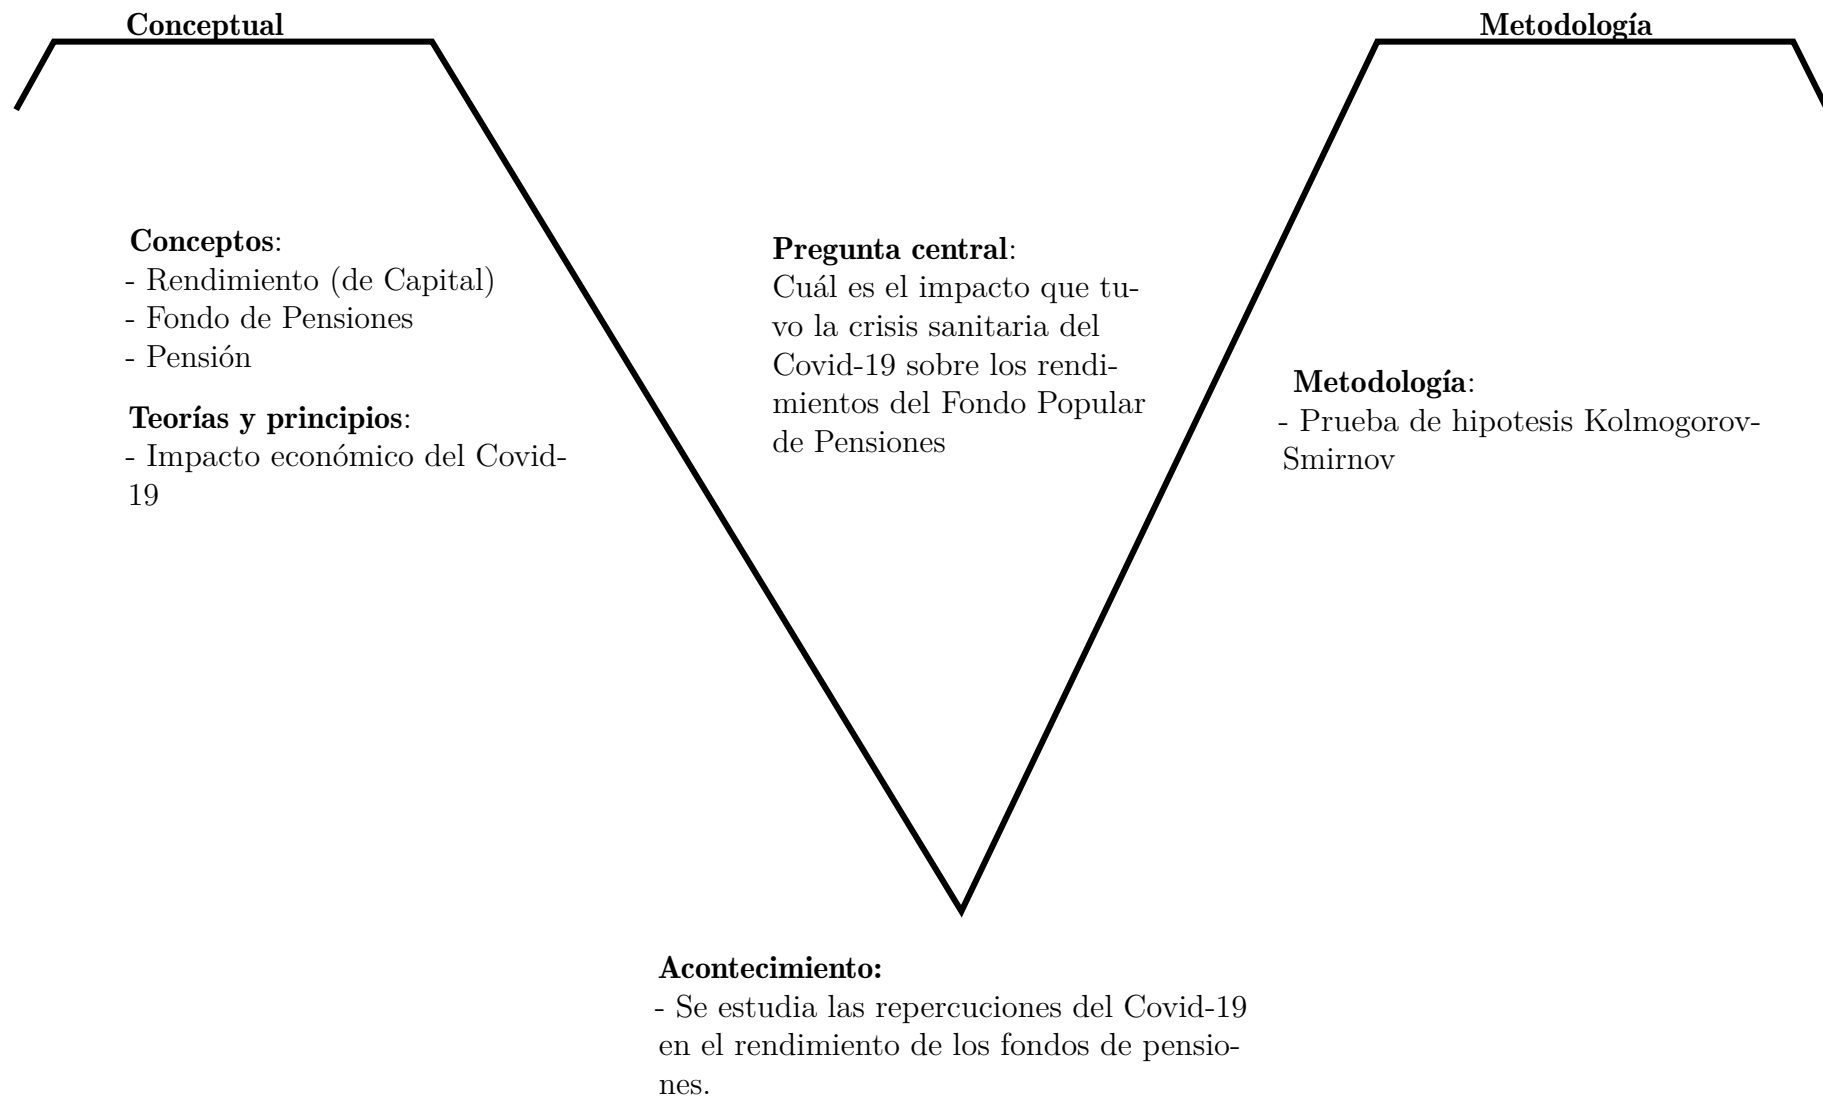 Conceptual
Metodología
Conceptos:
- Rendimiento (de Capital)
- Fondo de Pensiones
- Pensión
Teorías y principios:
- Impacto económico del Covid-
19
Pregunta central:
Cuál es el impacto que tu-
vo la crisis sanitaria del
Covid-19 sobre los rendi-
mientos del Fondo Popular
de Pensiones
Metodología:
- Prueba de hipotesis Kolmogorov-
Smirnov
Acontecimiento:
- Se estudia las repercuciones del Covid-19
en el rendimiento de los fondos de pensio-
nes.